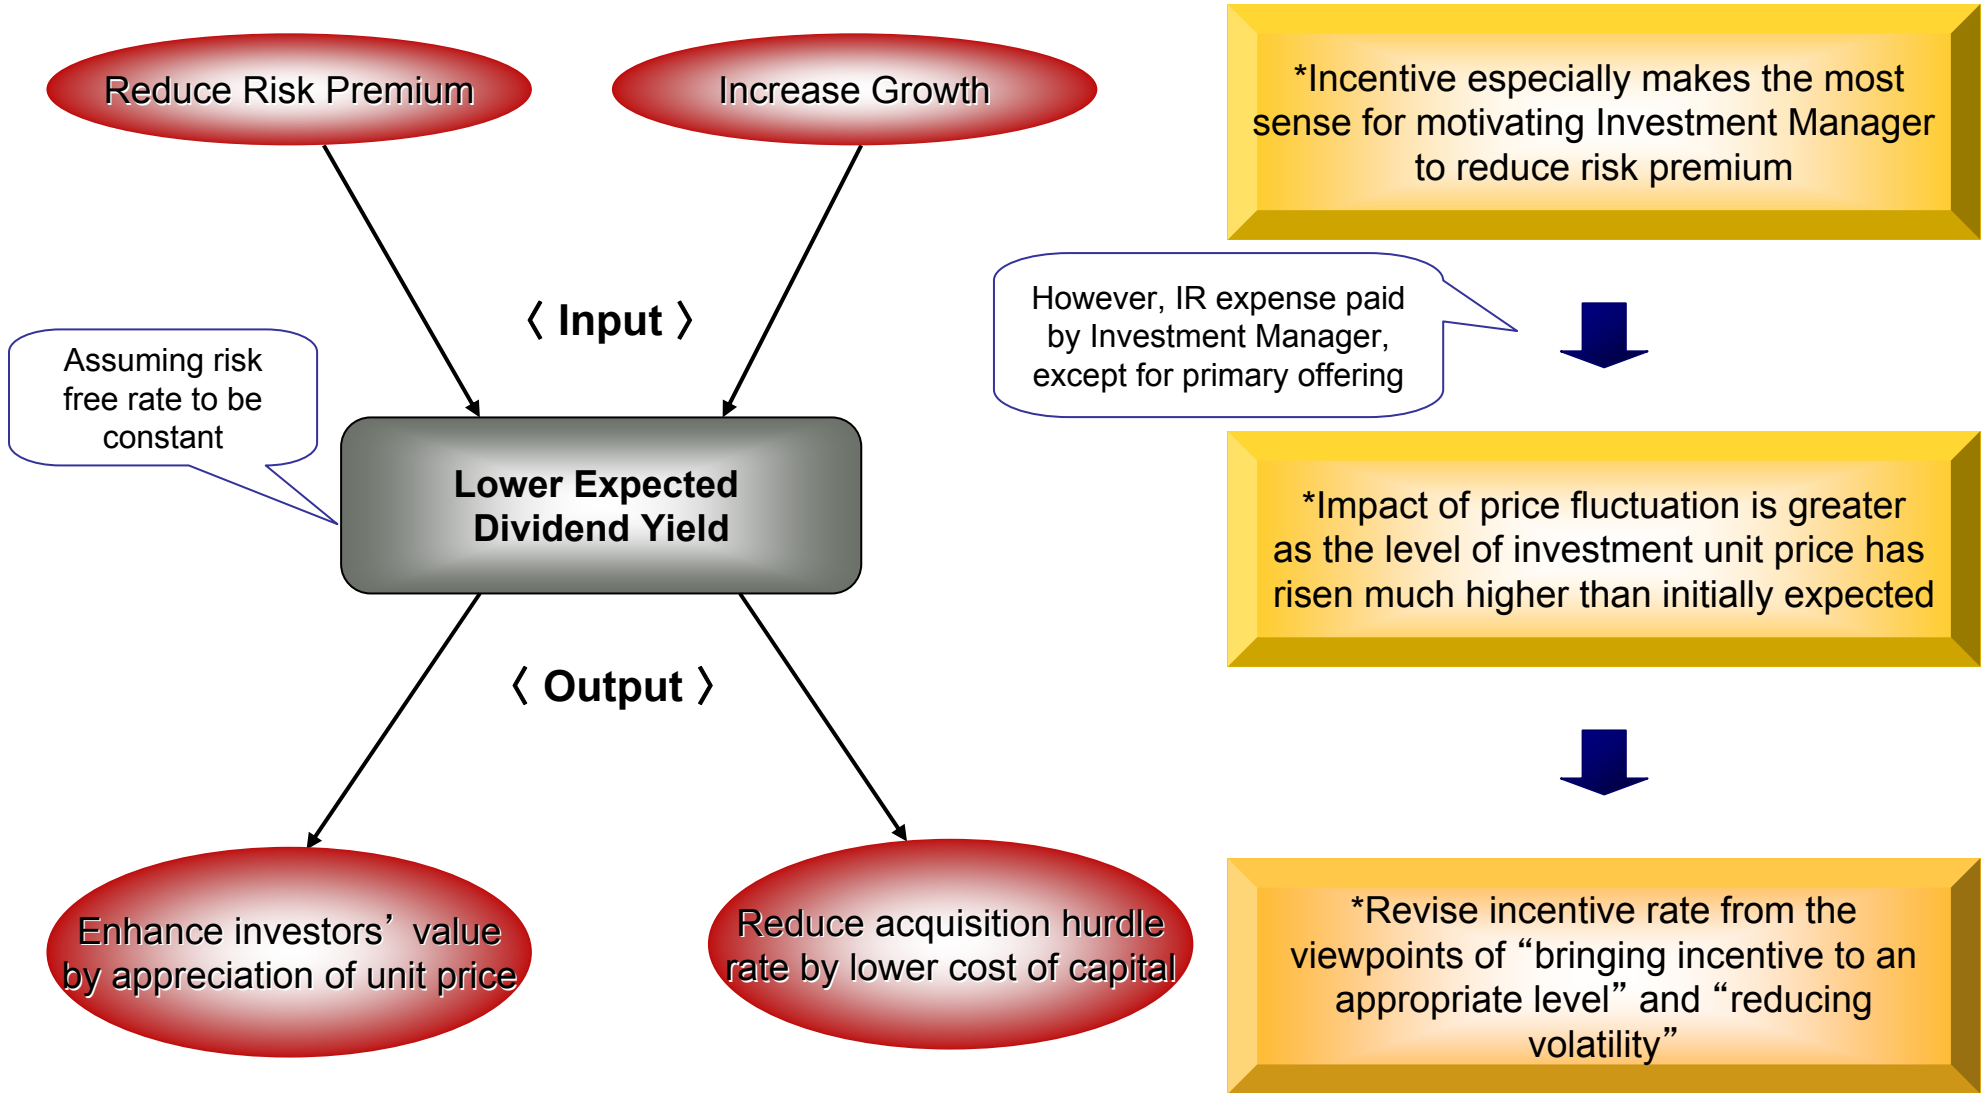 Reduce Risk Premium
Increase Growth
〈 Input 〉
Assuming risk
free rate to be
constant
Lower Expected
Dividend Yield
〈 Output 〉
Enhance investors’ value
by appreciation of unit price
Reduce acquisition hurdle
rate by lower cost of capital
*Incentive especially makes the most
sense for motivating Investment Manager
to reduce risk premium
However, IR expense paid
by Investment Manager,
except for primary offering
*Impact of price fluctuation is greater
as the level of investment unit price has
risen much higher than initially expected
*Revise incentive rate from the
viewpoints of “bringing incentive to an
appropriate level” and “reducing
volatility”